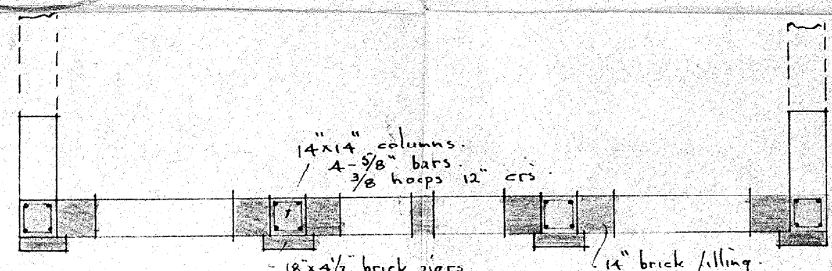 14"x14" columns.
4-5/8" bars.
3/8 hoops 12" crs
18"x4½" brick piers
14" brick filling.